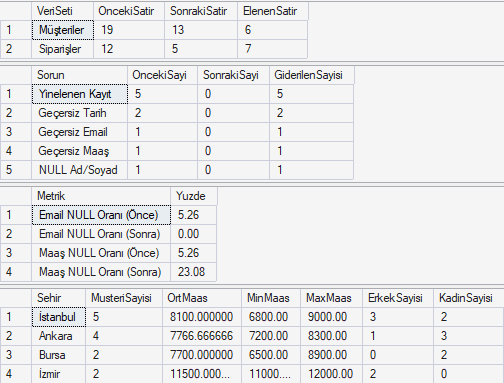 VeriSeti OncekiSatir SonrakiSatir ElenenSatir
1 Müşteriler 19 13 6
2 Siparişler 12 5 7
Sorun OncekiSayi SonrakiSayi GiderilenSayisi
1 Yinelenen Kayıt 5 0 5
2 Geçersiz Tarih 2 0 2
3 Geçersiz Email 1 0 1
4 Geçersiz Maaş 1 0 1
5 NULL Ad/Soyad 1 0 1
Metrik Yuzde
1 Email NULL Oranı (Önce) 5.26
2 Email NULL Oranı (Sonra) 0.00
3 Maaş NULL Oranı (Önce) 5.26
4 Maaş NULL Oranı (Sonra) 23.08
Sehir MusteriSayisi OrtMaas MinMaas MaxMaas ErkekSayisi KadinSayisi
1 İstanbul 5 8100.000000 6800.00 9000.00 3 2
2 Ankara 4 7766.666666 7200.00 8300.00 1 3
3 Bursa 2 7700.000000 6500.00 8900.00 0 2
4 İzmir 2 11500.000... 11000.... 12000.00 2 0